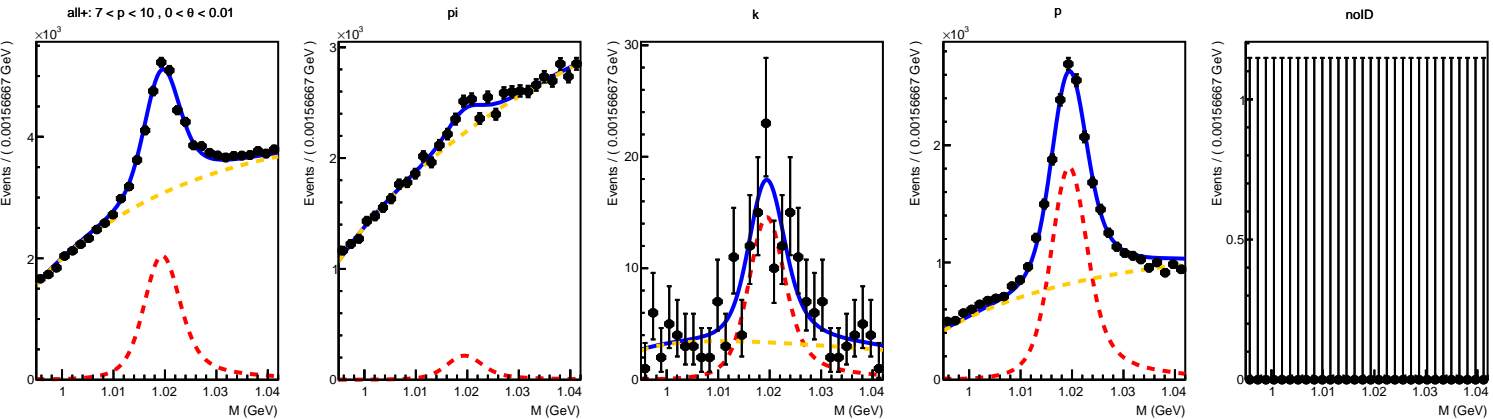 all+: 7 < p < 10 , 0 < θ < 0.01
×10³
Events / ( 0.00156667 GeV )
4
2
0
1 1.01 1.02 1.03 1.04
M (GeV)
pi
×10³
Events / ( 0.00156667 GeV )
3
2
1
0
1 1.01 1.02 1.03 1.04
M (GeV)
k
Events / ( 0.00156667 GeV )
30
20
10
0
1 1.01 1.02 1.03 1.04
M (GeV)
p
×10³
Events / ( 0.00156667 GeV )
2
1
0
1 1.01 1.02 1.03 1.04
M (GeV)
noID
Events / ( 0.00156667 GeV )
1
0.5
0
1 1.01 1.02 1.03 1.04
M (GeV)